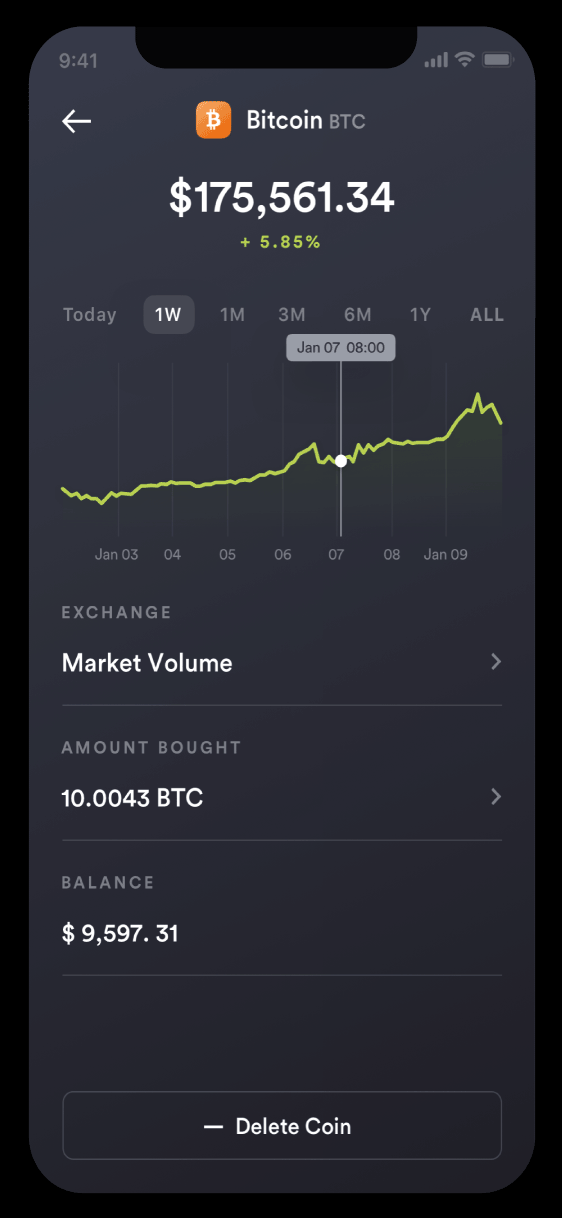 9:41
Bitcoin BTC
$175,561.34
+ 5.85%
Today 1W 1M 3M 6M 1Y ALL
Jan 07 08:00
Jan 03 04 05 06 07 08 Jan 09
EXCHANGE
Market Volume
AMOUNT BOUGHT
10.0043 BTC
BALANCE
$ 9,597. 31
Delete Coin